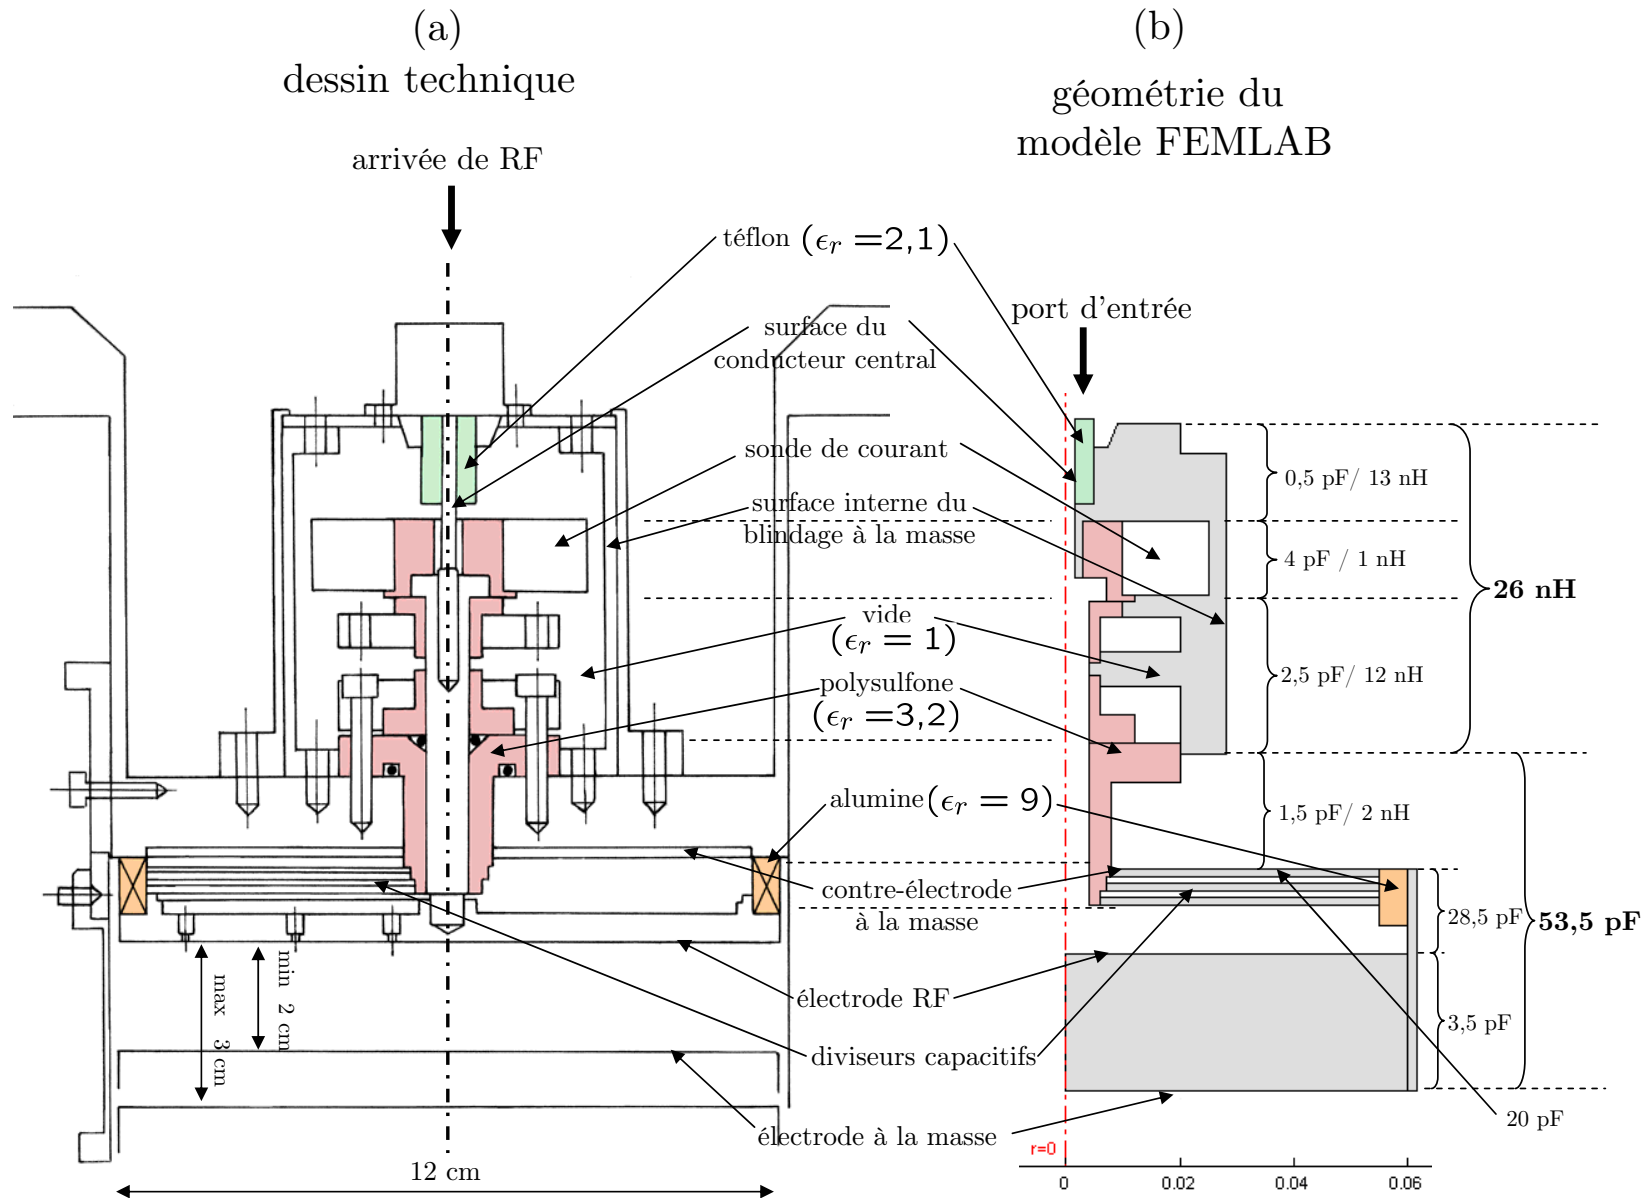 (a)
dessin technique
(b)
géométrie du
modèle FEMLAB
arrivée de RF
téflon (ϵr =2,1)
port d'entrée
surface du
conducteur central
sonde de courant
0,5 pF/ 13 nH
surface interne du
blindage à la masse
4 pF / 1 nH
26 nH
vide
(ϵr = 1)
2,5 pF/ 12 nH
polysulfone
(ϵr =3,2)
alumine(ϵr = 9)
1,5 pF/ 2 nH
contre-électrode
à la masse
28,5 pF
53,5 pF
min 2 cm
max 3 cm
électrode RF
3,5 pF
diviseurs capacitifs
20 pF
électrode à la masse
r=0
12 cm
0
0.02
0.04
0.06